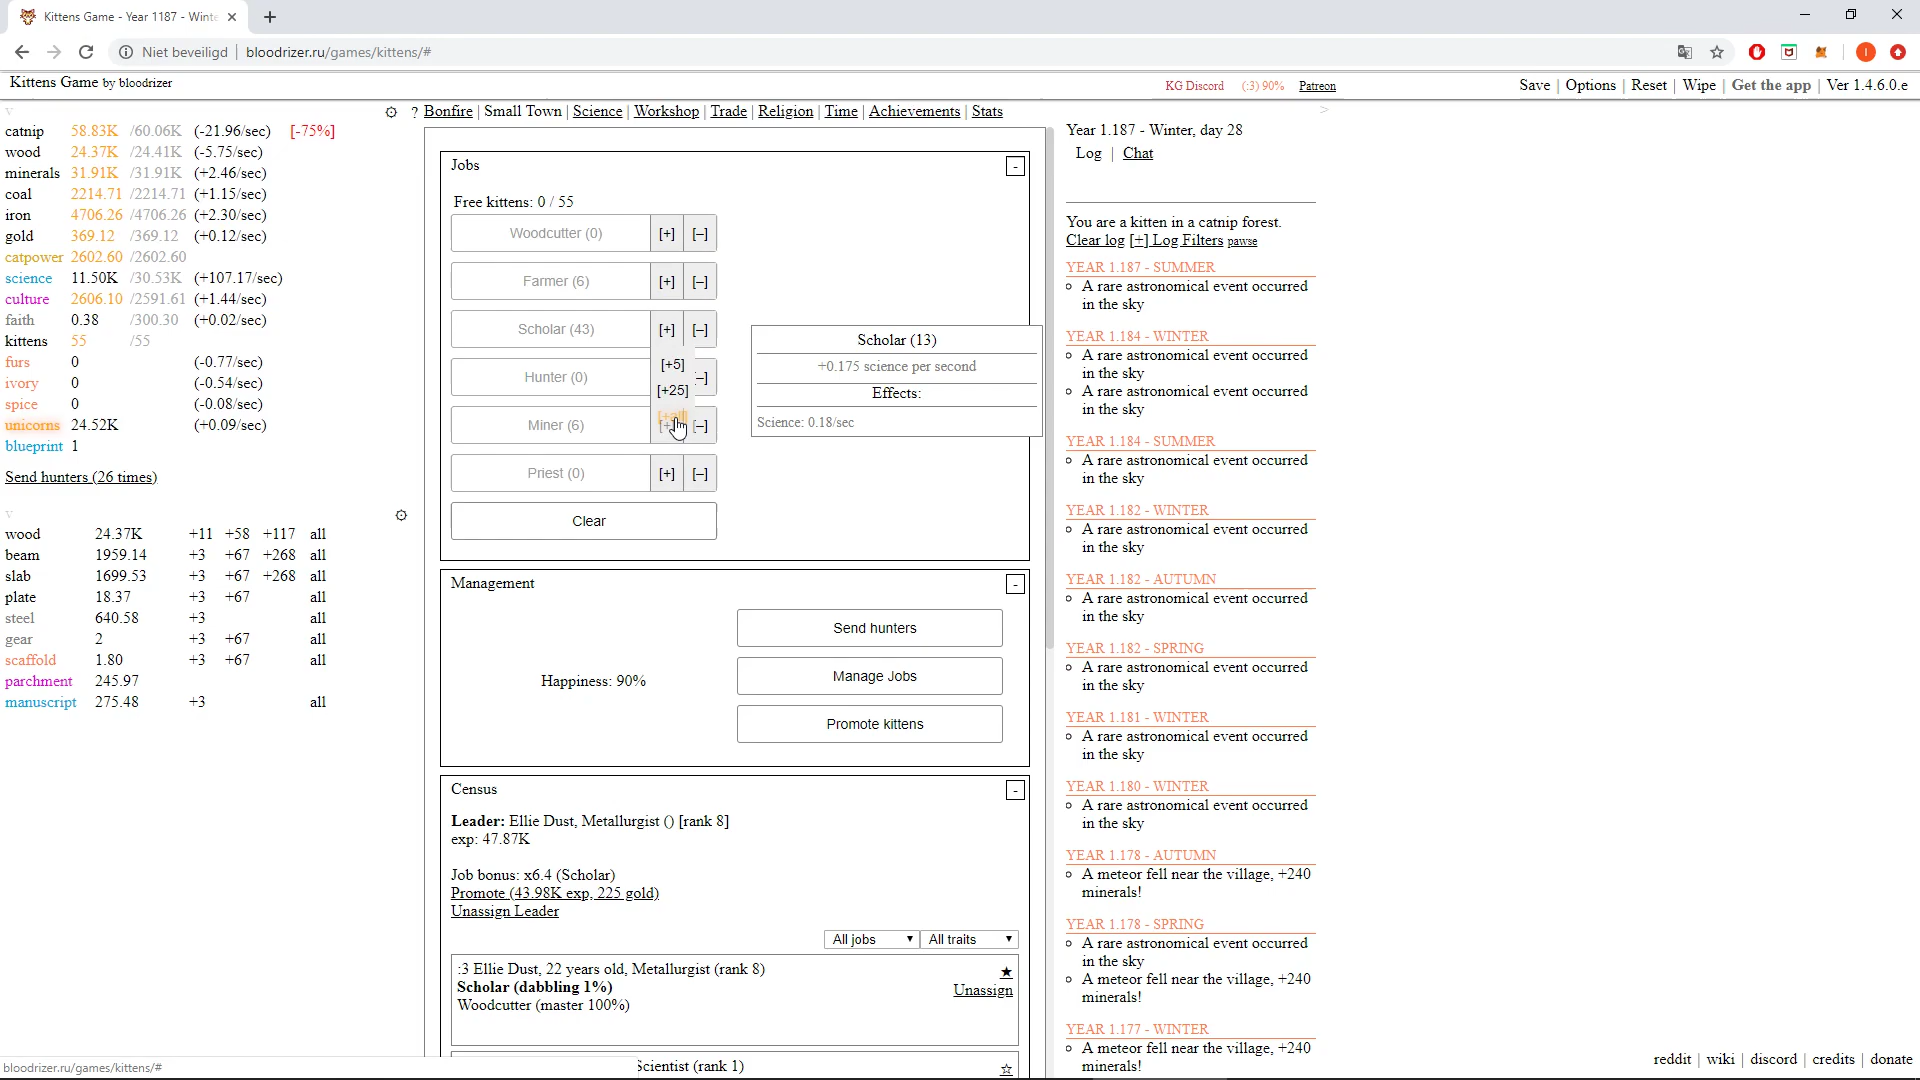 Kittens Game - Year 1187 - Winte
Niet beveiligd | bloodrizer.ru/games/kittens/#
Kittens Game by bloodrizer
KG Discord (:3) 90% Patreon
Save | Options | Reset | Wipe | Get the app | Ver 1.4.6.0.e
v
catnip 58.83K /60.06K (-21.96/sec) [-75%]
wood 24.37K /24.41K (-5.75/sec)
minerals 31.91K /31.91K (+2.46/sec)
coal 2214.71 /2214.71 (+1.15/sec)
iron 4706.26 /4706.26 (+2.30/sec)
gold 369.12 /369.12 (+0.12/sec)
catpower 2602.60 /2602.60
science 11.50K /30.53K (+107.17/sec)
culture 2606.10 /2591.61 (+1.44/sec)
faith 0.38 /300.30 (+0.02/sec)
kittens 55 /55
furs 0 (-0.77/sec)
ivory 0 (-0.54/sec)
spice 0 (-0.08/sec)
unicorns 24.52K (+0.09/sec)
blueprint 1
Send hunters (26 times)
v
wood 24.37K +11 +58 +117 all
beam 1959.14 +3 +67 +268 all
slab 1699.53 +3 +67 +268 all
plate 18.37 +3 +67 all
steel 640.58 +3 all
gear 2 +3 +67 all
scaffold 1.80 +3 +67 all
parchment 245.97
manuscript 275.48 +3 all
? Bonfire | Small Town | Science | Workshop | Trade | Religion | Time | Achievements | Stats
Jobs [-]
Free kittens: 0 / 55
Woodcutter (0) [+] [–]
Farmer (6) [+] [–]
Scholar (43) [+] [–]
[+5]
Hunter (0) [–]
[+25]
Miner (6) [–]
Priest (0) [+] [–]
Clear
Scholar (13)
+0.175 science per second
Effects:
Science: 0.18/sec
Management [-]
Send hunters
Happiness: 90%
Manage Jobs
Promote kittens
Census [-]
Leader: Ellie Dust, Metallurgist () [rank 8]
exp: 47.87K
Job bonus: x6.4 (Scholar)
Promote (43.98K exp, 225 gold)
Unassign Leader
All jobs ▼ All traits ▼
:3 Ellie Dust, 22 years old, Metallurgist (rank 8) ★
Scholar (dabbling 1%) Unassign
Woodcutter (master 100%)
Scientist (rank 1) ☆
>
Year 1.187 - Winter, day 28
Log | Chat
You are a kitten in a catnip forest.
Clear log [+] Log Filters pawse
YEAR 1.187 - SUMMER
A rare astronomical event occurred
in the sky
YEAR 1.184 - WINTER
A rare astronomical event occurred
in the sky
A rare astronomical event occurred
in the sky
YEAR 1.184 - SUMMER
A rare astronomical event occurred
in the sky
YEAR 1.182 - WINTER
A rare astronomical event occurred
in the sky
YEAR 1.182 - AUTUMN
A rare astronomical event occurred
in the sky
YEAR 1.182 - SPRING
A rare astronomical event occurred
in the sky
YEAR 1.181 - WINTER
A rare astronomical event occurred
in the sky
YEAR 1.180 - WINTER
A rare astronomical event occurred
in the sky
YEAR 1.178 - AUTUMN
A meteor fell near the village, +240
minerals!
YEAR 1.178 - SPRING
A rare astronomical event occurred
in the sky
A meteor fell near the village, +240
minerals!
YEAR 1.177 - WINTER
A meteor fell near the village, +240
minerals!
reddit | wiki | discord | credits | donate
bloodrizer.ru/games/kittens/#